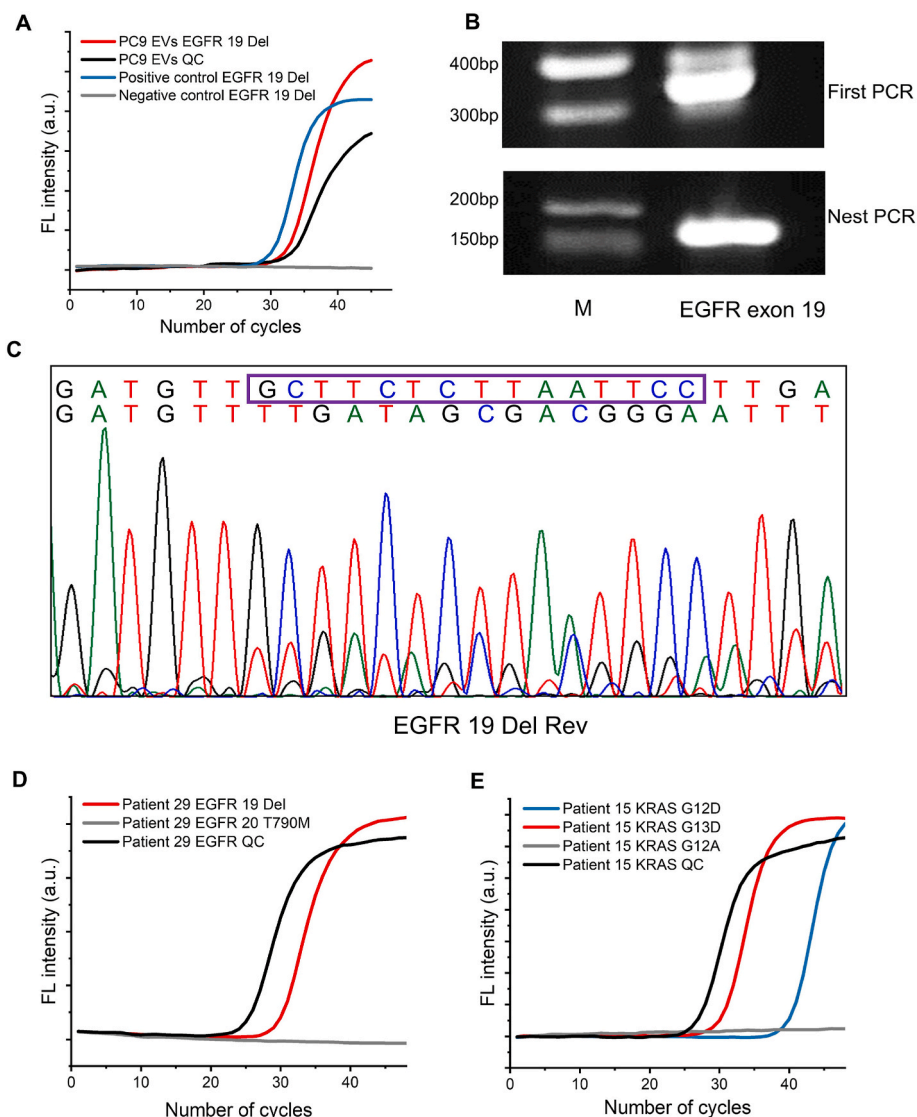 A
PC9 EVs EGFR 19 Del
PC9 EVs QC
Positive control EGFR 19 Del
Negative control EGFR 19 Del
FL intensity (a.u.)
0 10 20 30 40
Number of cycles
B
400bp
300bp
First PCR
200bp
150bp
Nest PCR
M EGFR exon 19
C
G A T G T T G C T T C T C T T A A T T C C T T G A
G A T G T T T T G A T A G C G A C G G G A A T T T
EGFR 19 Del Rev
D
Patient 29 EGFR 19 Del
Patient 29 EGFR 20 T790M
Patient 29 EGFR QC
FL intensity (a.u.)
0 10 20 30 40
Number of cycles
E
Patient 15 KRAS G12D
Patient 15 KRAS G13D
Patient 15 KRAS G12A
Patient 15 KRAS QC
FL intensity (a.u.)
0 10 20 30 40
Number of cycles